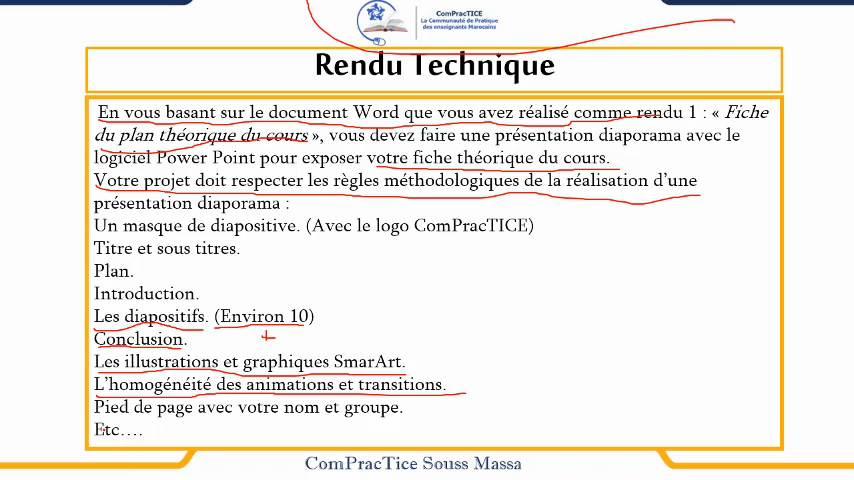 ComPracTICE
La Communauté de Pratique
des enseignants Marocains
Rendu Technique
En vous basant sur le document Word que vous avez réalisé comme rendu 1 : « Fiche
du plan théorique du cours », vous devez faire une présentation diaporama avec le
logiciel Power Point pour exposer votre fiche théorique du cours.
Votre projet doit respecter les règles méthodologiques de la réalisation d’une
présentation diaporama :
Un masque de diapositive. (Avec le logo ComPracTICE)
Titre et sous titres.
Plan.
Introduction.
Les diapositifs. (Environ 10)
Conclusion.
Les illustrations et graphiques SmarArt.
L’homogénéité des animations et transitions.
Pied de page avec votre nom et groupe.
Etc….
ComPracTice Souss Massa